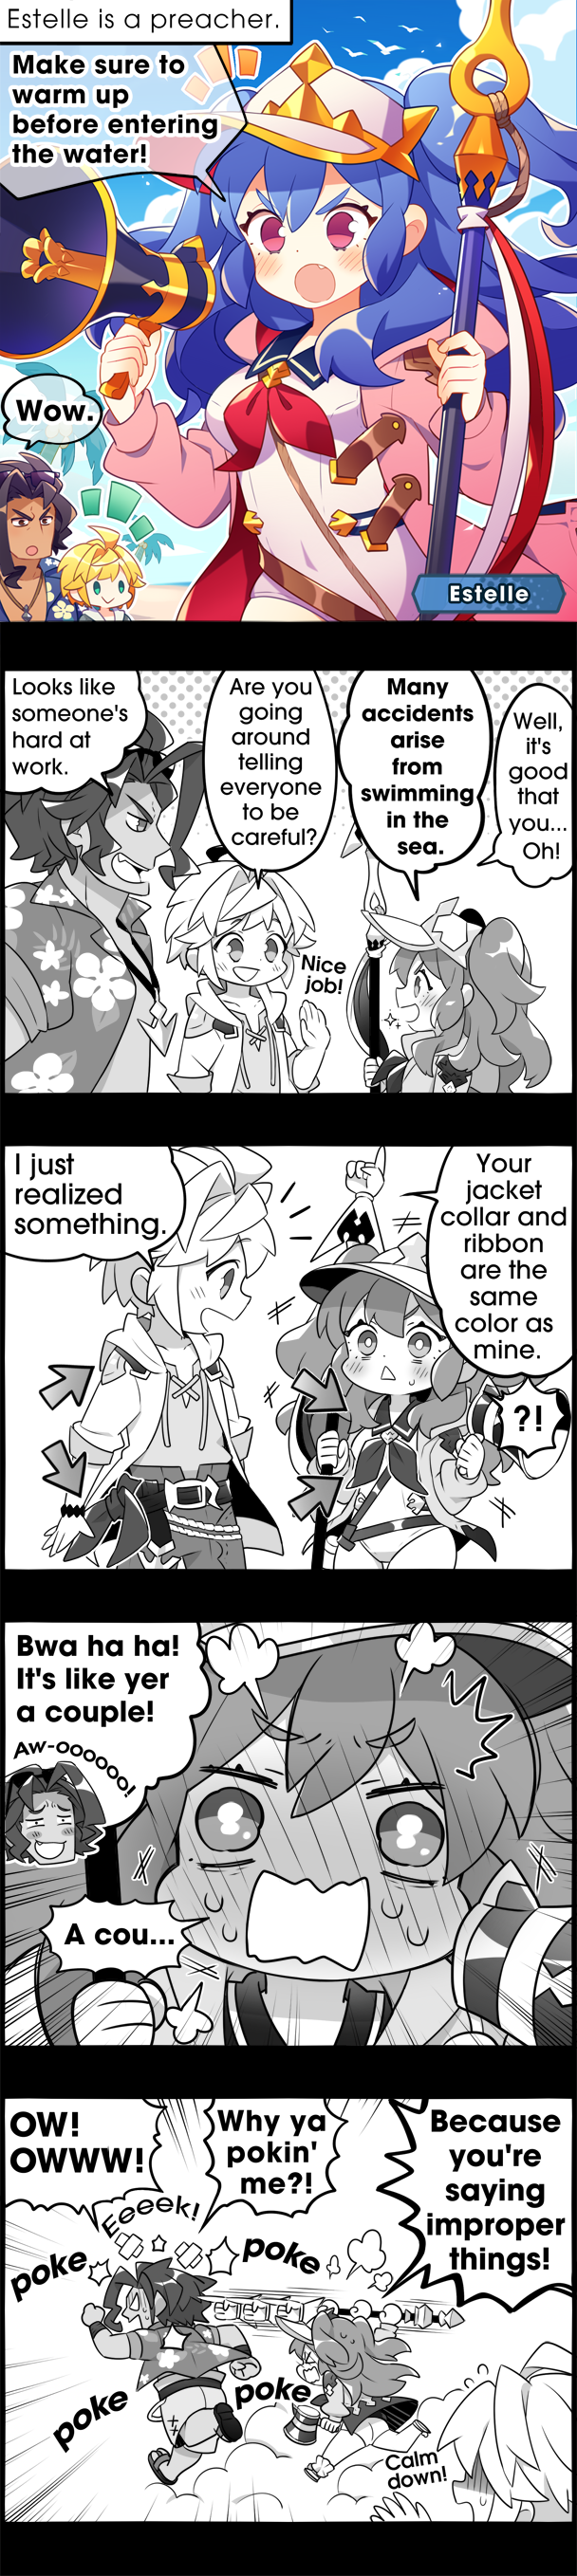 Estelle is a preacher.
Make sure to
warm up
before entering
the water!
Wow.
Estelle
Looks like
someone's
hard at
work.
Are you
going
around
telling
everyone
to be
careful?
Nice
job!
Many
accidents
arise
from
swimming
in the
sea.
Well,
it's
good
that
you...
Oh!
I just
realized
something.
Your
jacket
collar and
ribbon
are the
same
color as
mine.
?!
Bwa ha ha!
It's like yer
a couple!
Aw-oooooo!
A cou...
OW!
OWWW!
Why ya
pokin'
me?!
Because
you're
saying
improper
things!
Eeeek!
poke
poke
poke
poke
Calm
down!